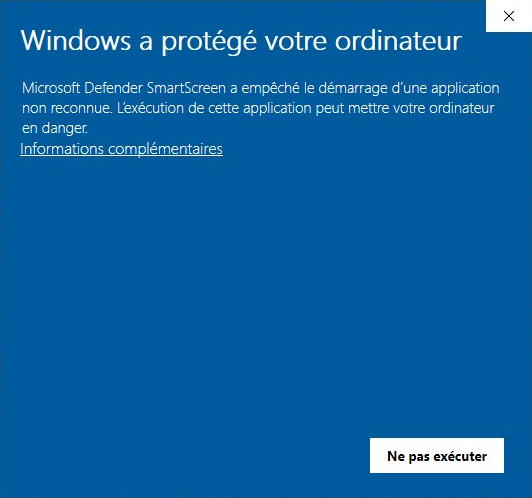 Windows a protégé votre ordinateur
Microsoft Defender SmartScreen a empêché le démarrage d’une application
non reconnue. L’exécution de cette application peut mettre votre ordinateur
en danger.
Informations complémentaires
Ne pas exécuter